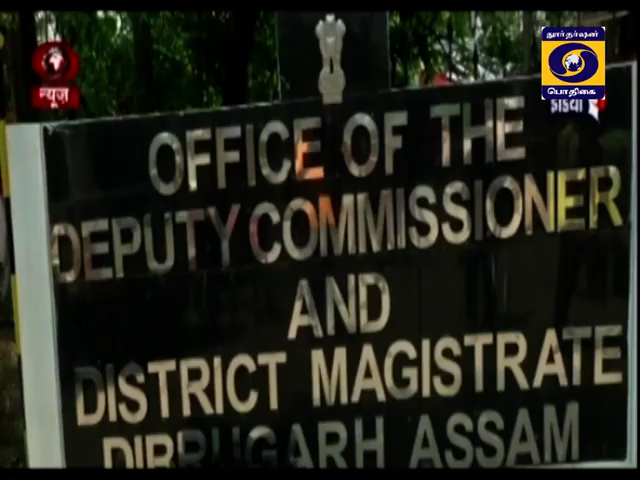 न्यूज़
தூர்தர்ஷன்
பொதிகை
इंडिया
OFFICE OF THE
DEPUTY COMMISSIONER
AND
DISTRICT MAGISTRATE
DIBRUGARH ASSAM